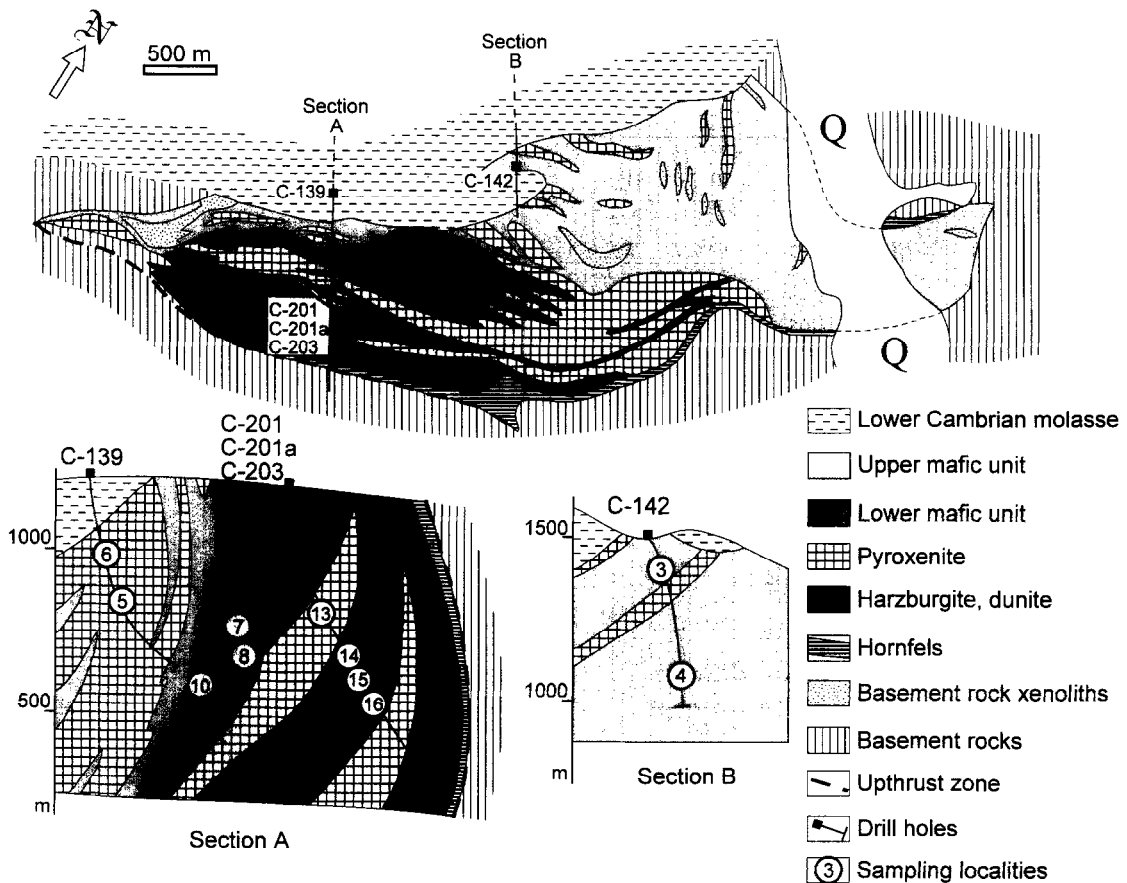 N
500 m
Section
A
Section
B
C-139
C-142
C-201
C-201a
C-203
Q
Q
C-139
C-201
C-201a
C-203
1000
500
m
6
5
7
8
10
13
14
15
16
Section A
C-142
1500
1000
m
3
4
Section B
Lower Cambrian molasse
Upper mafic unit
Lower mafic unit
Pyroxenite
Harzburgite, dunite
Hornfels
Basement rock xenoliths
Basement rocks
Upthrust zone
Drill holes
3 Sampling localities